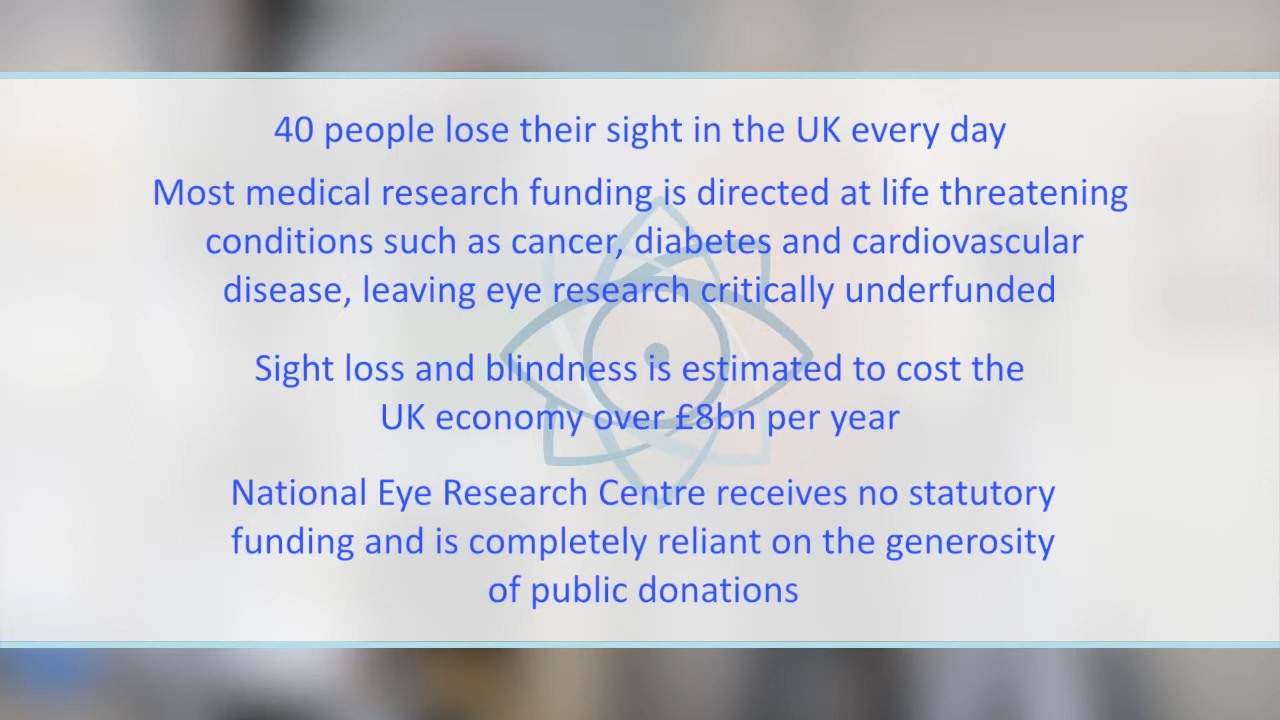 40 people lose their sight in the UK every day
Most medical research funding is directed at life threatening
conditions such as cancer, diabetes and cardiovascular
disease, leaving eye research critically underfunded
Sight loss and blindness is estimated to cost the
UK economy over £8bn per year
National Eye Research Centre receives no statutory
funding and is completely reliant on the generosity
of public donations